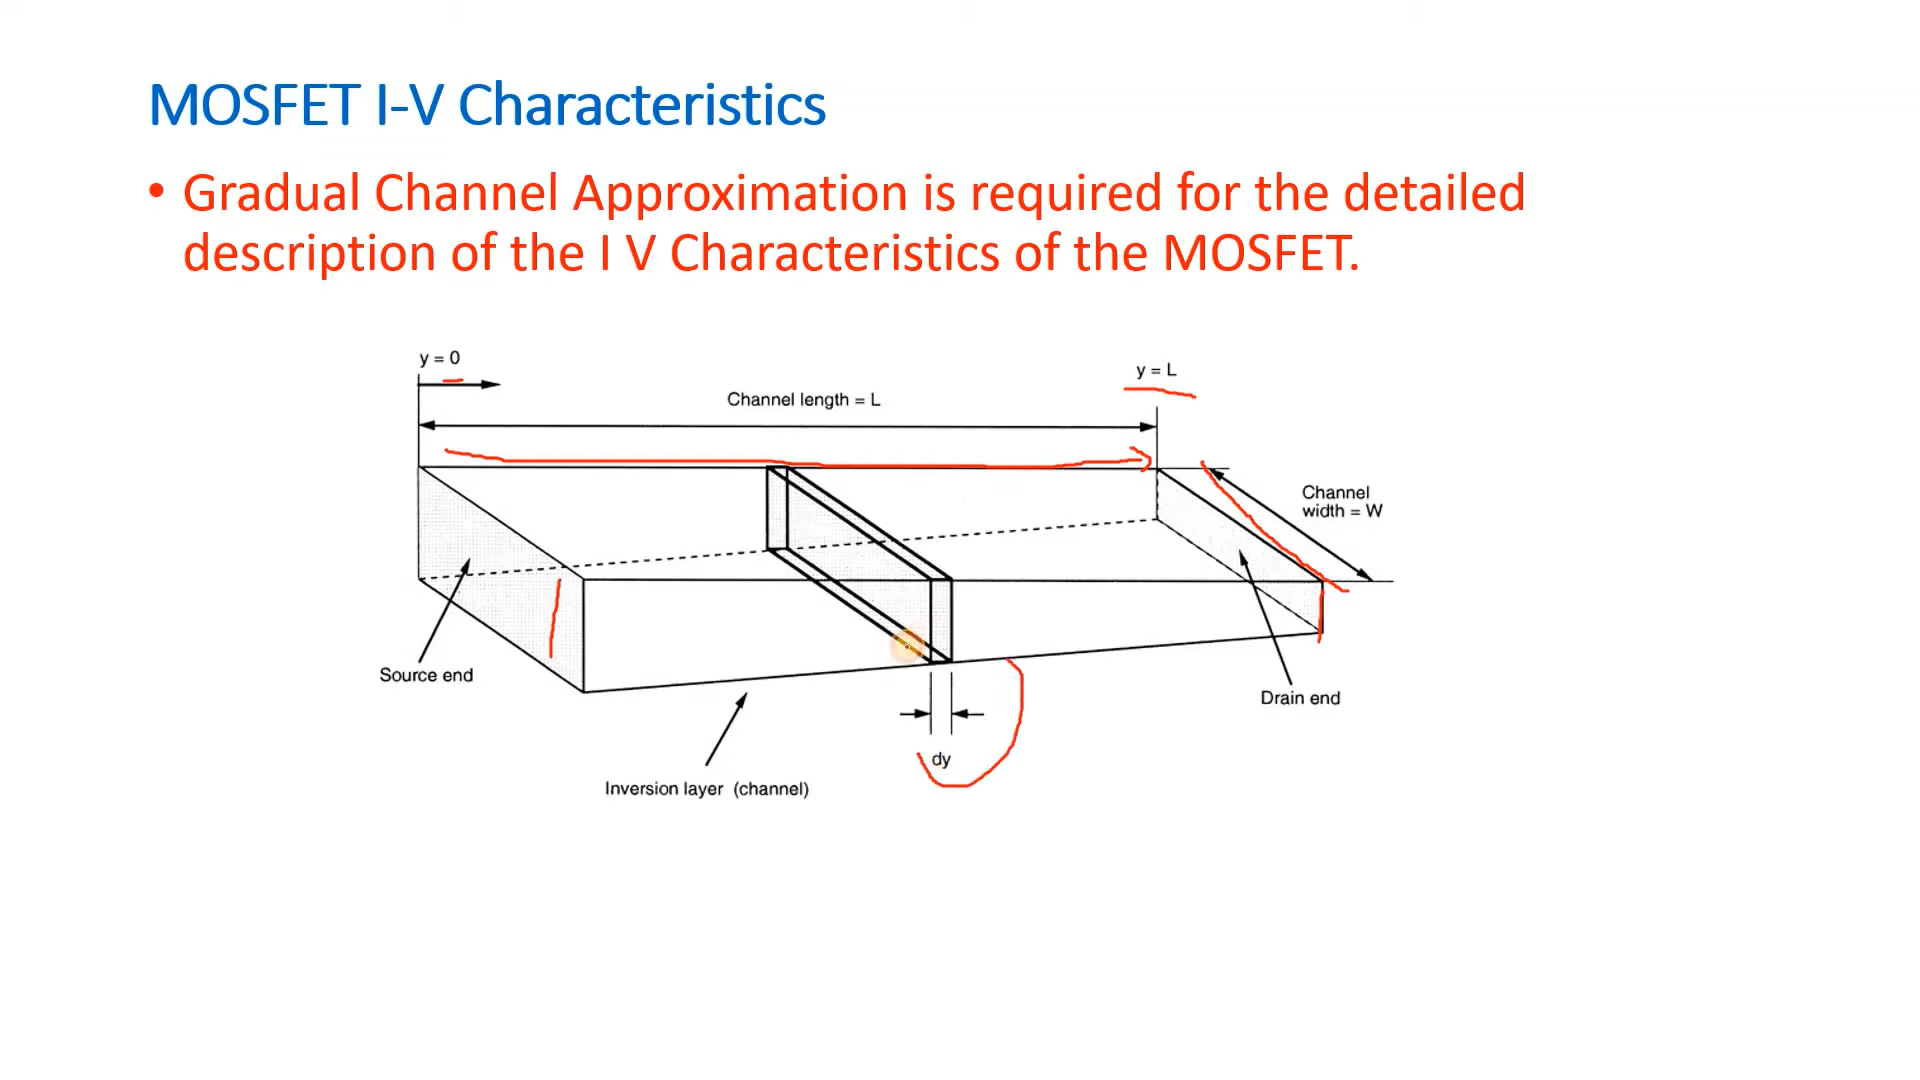 MOSFET I-V Characteristics
• Gradual Channel Approximation is required for the detailed
description of the I V Characteristics of the MOSFET.
y = 0
y = L
Channel length = L
Channel
width = W
Source end
Drain end
dy
Inversion layer (channel)